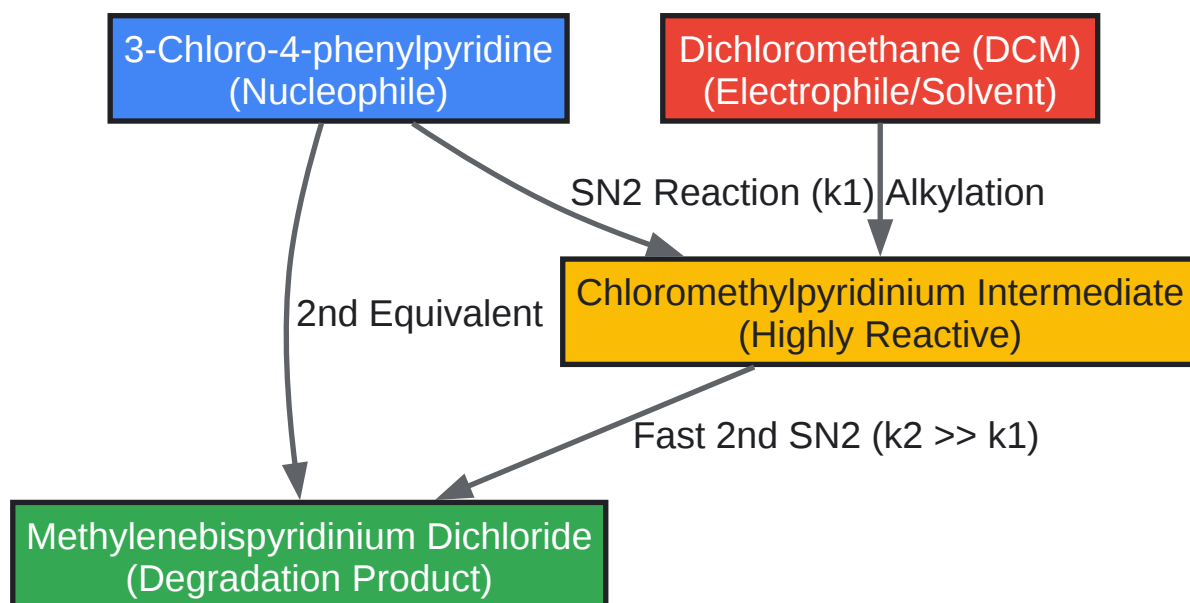 3-Chloro-4-phenylpyridine
(Nucleophile)
Dichloromethane (DCM)
(Electrophile/Solvent)
SN2 Reaction (k1)
Alkylation
Chloromethylpyridinium Intermediate
(Highly Reactive)
2nd Equivalent
Fast 2nd SN2 (k2 >> k1)
Methylenebispyridinium Dichloride
(Degradation Product)